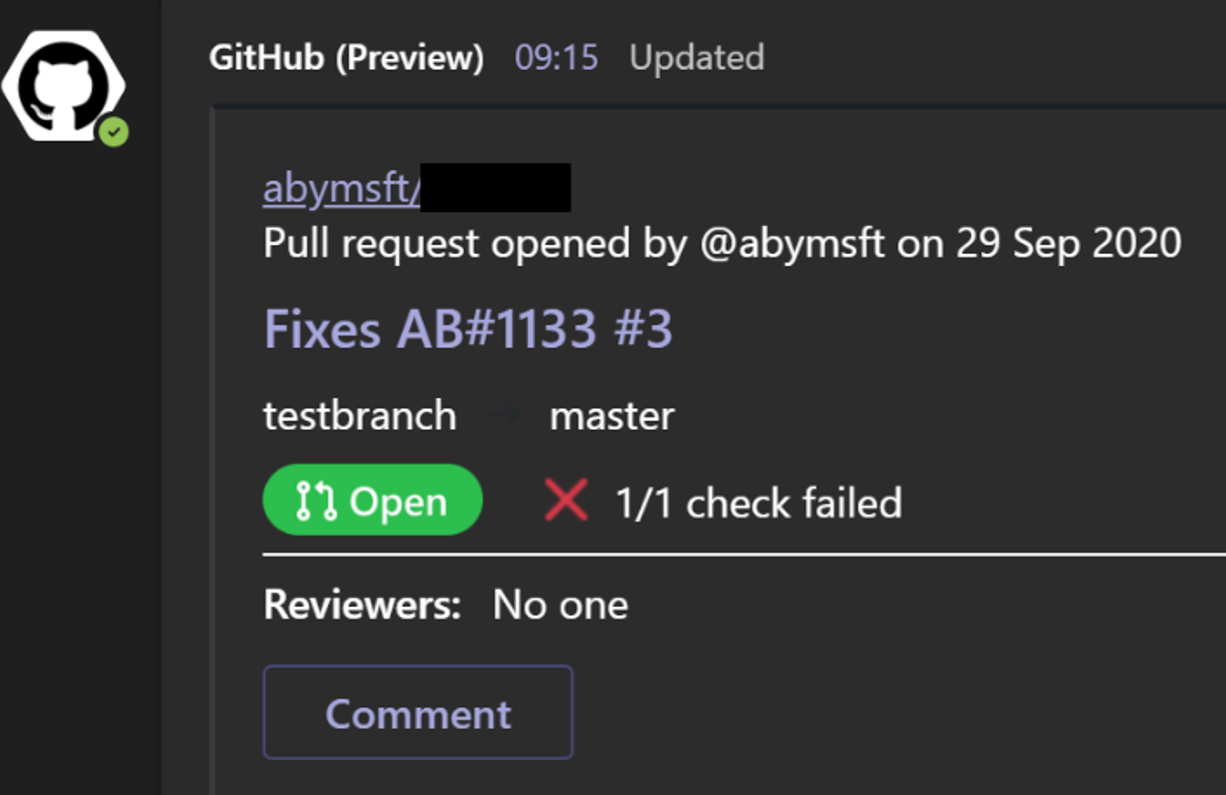 GitHub (Preview) 09:15 Updated
abymsft/
Pull request opened by @abymsft on 29 Sep 2020
Fixes AB#1133 #3
testbranch → master
Open 1/1 check failed
Reviewers: No one
Comment